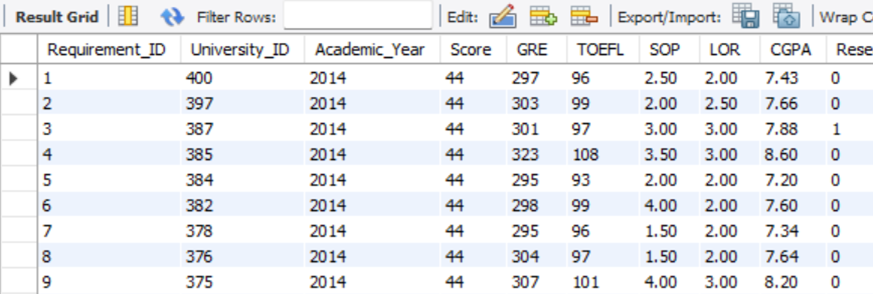 Result Grid Filter Rows: Edit: Export/Import: Wrap C
Requirement_ID University_ID Academic_Year Score GRE TOEFL SOP LOR CGPA Rese
1 400 2014 44 297 96 2.50 2.00 7.43 0
2 397 2014 44 303 99 2.00 2.50 7.66 0
3 387 2014 44 301 97 3.00 3.00 7.88 1
4 385 2014 44 323 108 3.50 3.00 8.60 0
5 384 2014 44 295 93 2.00 2.00 7.20 0
6 382 2014 44 298 99 4.00 2.00 7.60 0
7 378 2014 44 295 96 1.50 2.00 7.34 0
8 376 2014 44 304 97 1.50 2.00 7.64 0
9 375 2014 44 307 101 4.00 3.00 8.20 0